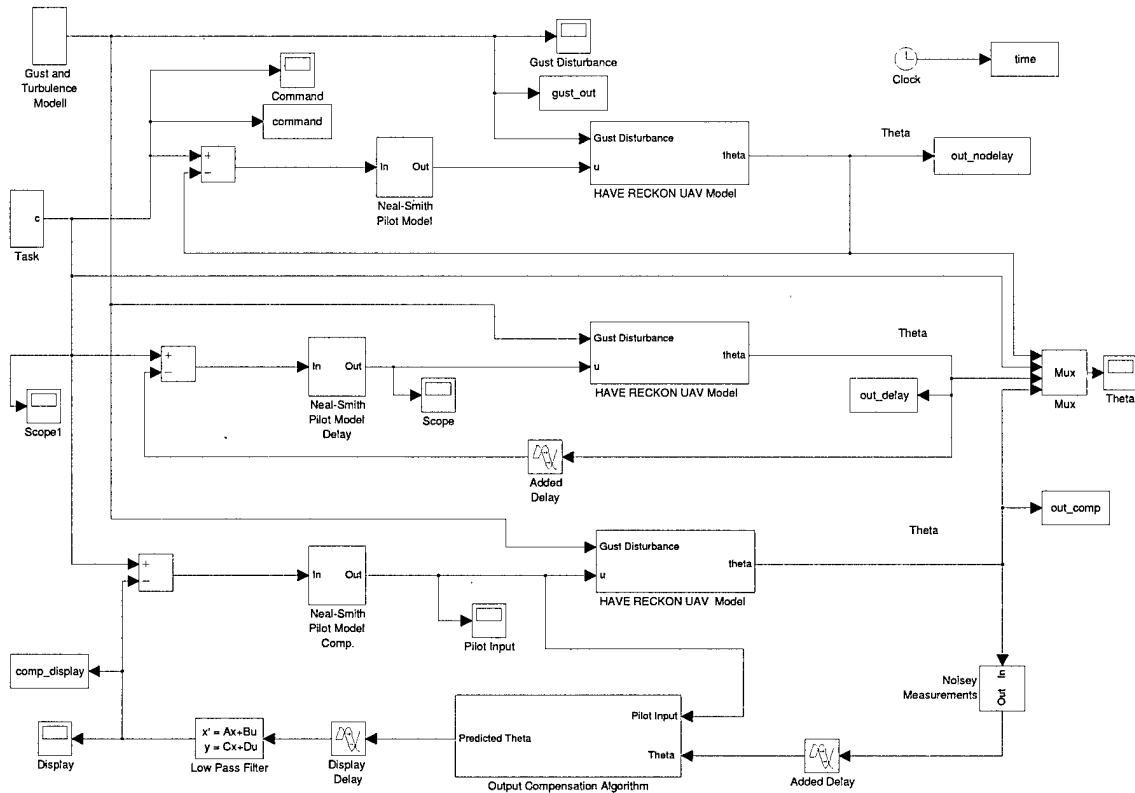 Gust and
Turbulence
Modell
Gust Disturbance
gust_out
Clock
time
Command
command
+
−
In Out
Neal-Smith
Pilot Model
Gust Disturbance
u
theta
HAVE RECKON UAV Model
Theta
out_nodelay
c
Task
Scope1
+
−
In Out
Neal-Smith
Pilot Model
Delay
Scope
Gust Disturbance
u
theta
HAVE RECKON UAV Model
Theta
out_delay
Mux
Mux
Theta
Added
Delay
out_comp
Theta
+
−
In Out
Neal-Smith
Pilot Model
Comp.
Pilot Input
Gust Disturbance
u
theta
HAVE RECKON UAV Model
comp_display
Noisey
Measurements
In
Out
Display
x' = Ax+Bu
y = Cx+Du
Low Pass Filter
Display
Delay
Pilot Input
Predicted Theta
Theta
Output Compensation Algorithm
Added Delay